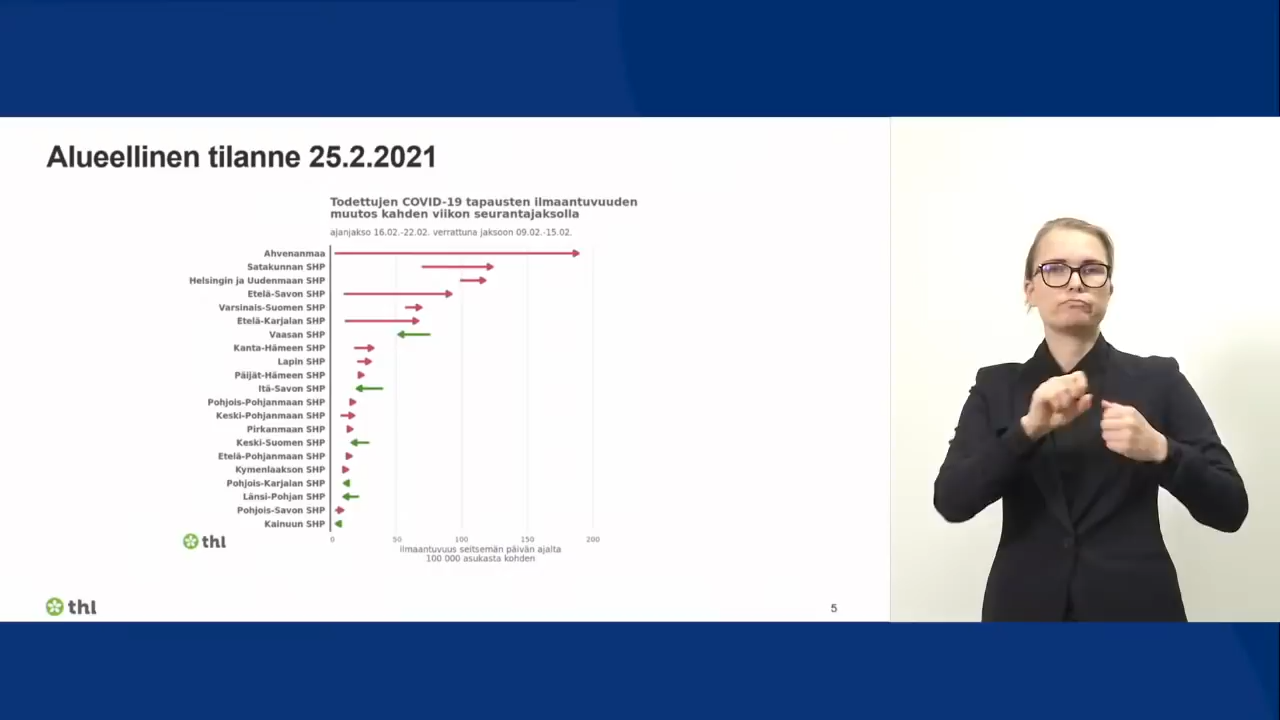 Alueellinen tilanne 25.2.2021
Todettujen COVID-19 tapausten ilmaantuvuuden
muutos kahden viikon seurantajaksolla
ajanjakso 16.02.-22.02. verrattuna jaksoon 09.02.-15.02.
Ahvenanmaa
Satakunnan SHP
Helsingin ja Uudenmaan SHP
Etelä-Savon SHP
Varsinais-Suomen SHP
Etelä-Karjalan SHP
Vaasan SHP
Kanta-Hämeen SHP
Lapin SHP
Päijät-Hämeen SHP
Itä-Savon SHP
Pohjois-Pohjanmaan SHP
Keski-Pohjanmaan SHP
Pirkanmaan SHP
Keski-Suomen SHP
Etelä-Pohjanmaan SHP
Kymenlaakson SHP
Pohjois-Karjalan SHP
Länsi-Pohjan SHP
Pohjois-Savon SHP
Kainuun SHP
0 50 100 150 200
Ilmaantuvuus seitsemän päivän ajalta
100 000 asukasta kohden
thl
thl
5